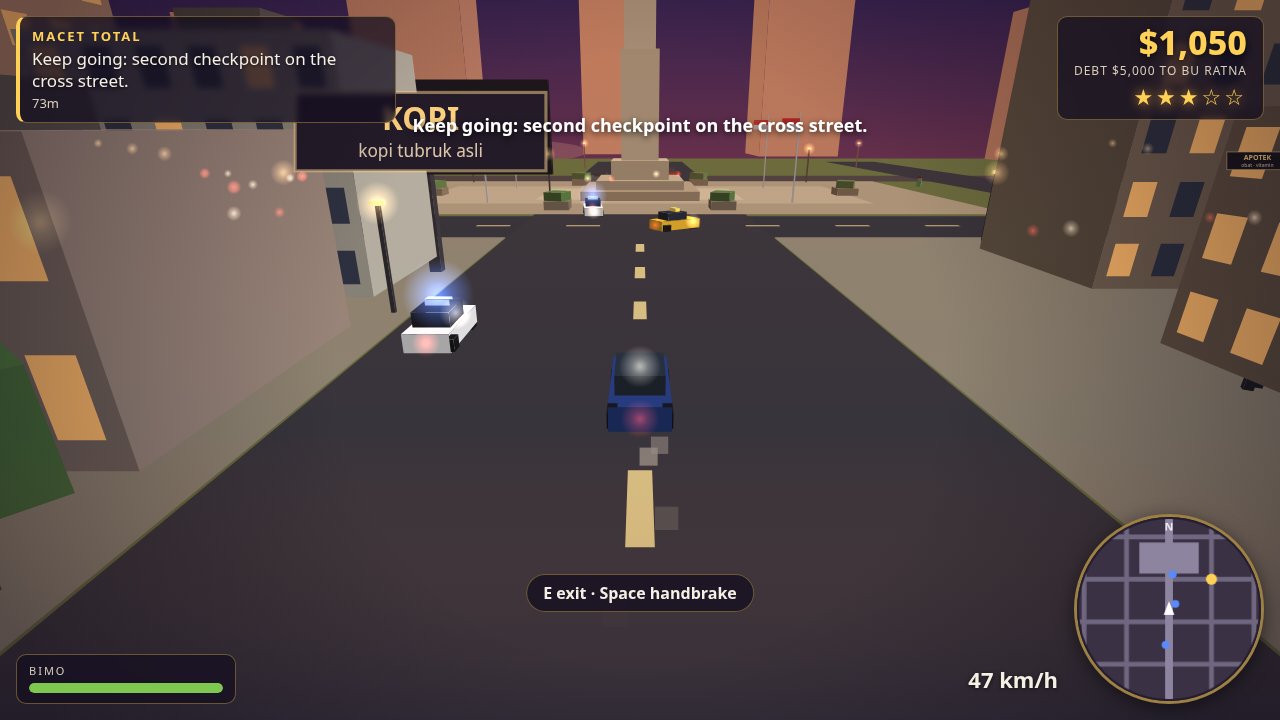 MACET TOTAL
Keep going: second checkpoint on the
cross street.
73m
$1,050
DEBT $5,000 TO BU RATNA
★★★☆☆
KOPI
kopi tubruk asli
Keep going: second checkpoint on the cross street.
APOTEK
obat · vitamin
N
E exit · Space handbrake
BIMO
47 km/h